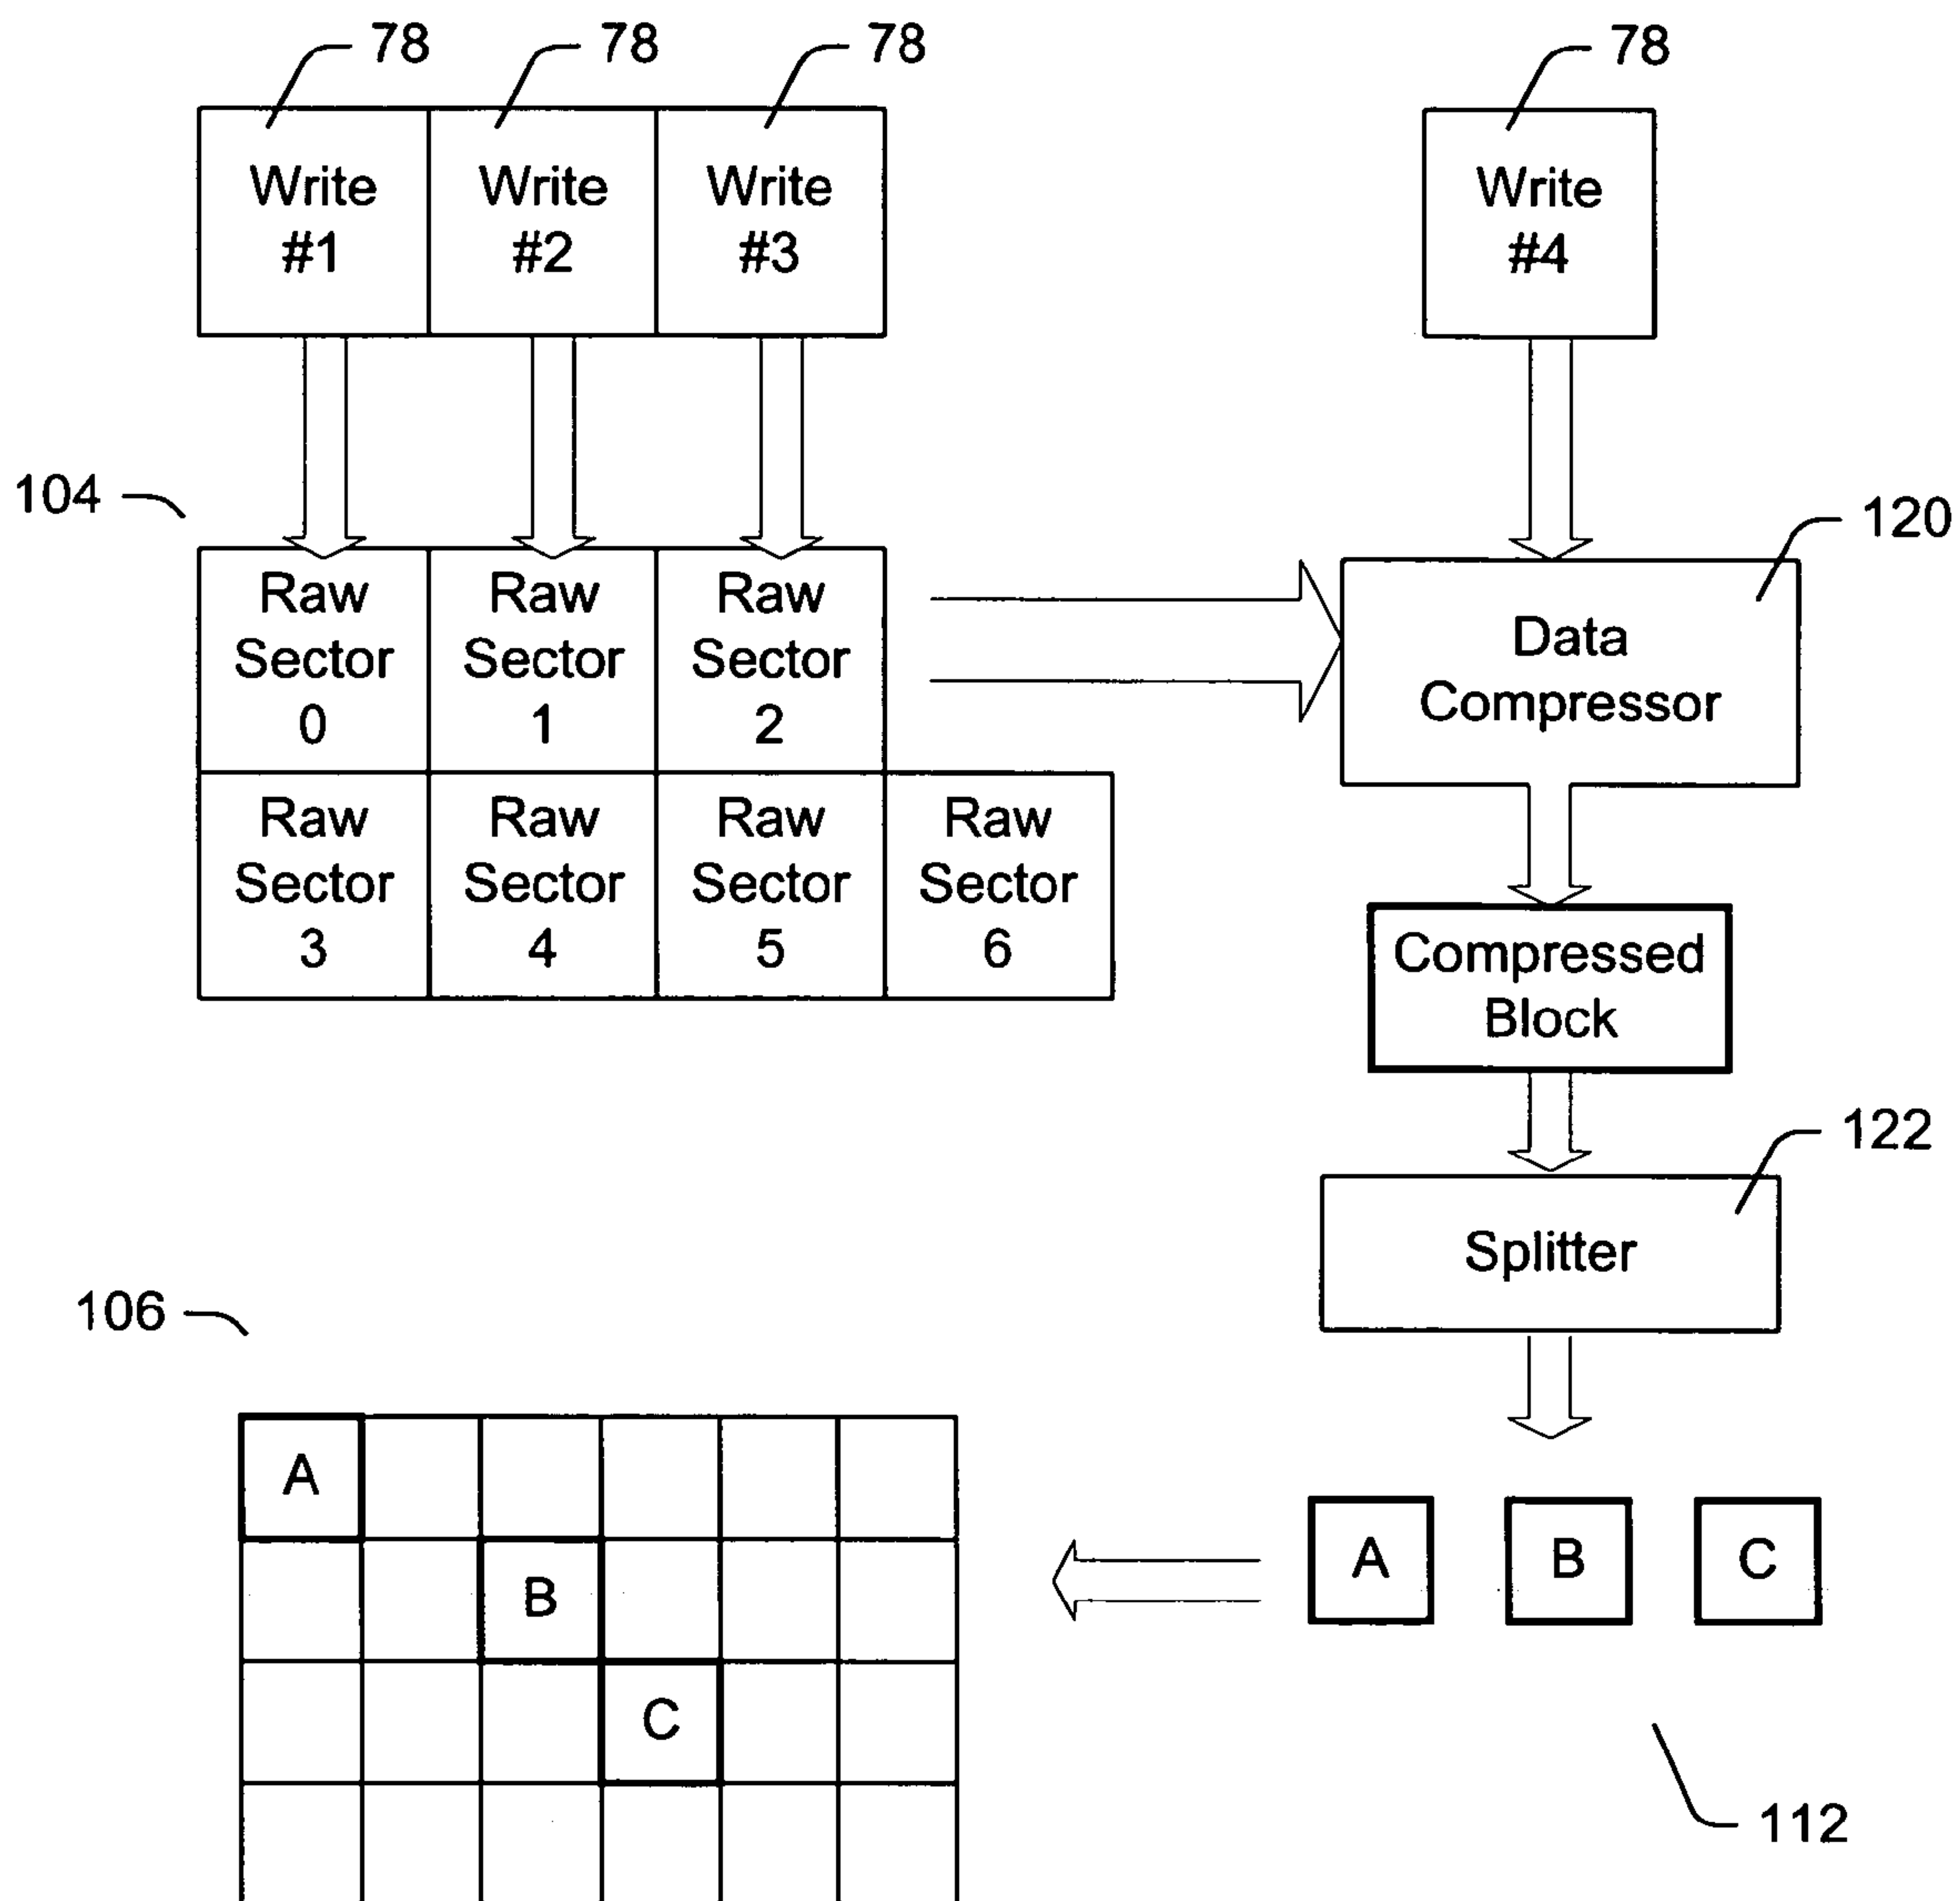 78 78 78 78
Write Write Write Write
#1 #2 #3 #4
104
120
Raw Raw Raw
Sector Sector Sector
0 1 2
Data
Compressor
Raw Raw Raw Raw
Sector Sector Sector Sector
3 4 5 6
Compressed
Block
122
Splitter
106
A
B
C
A B C
112